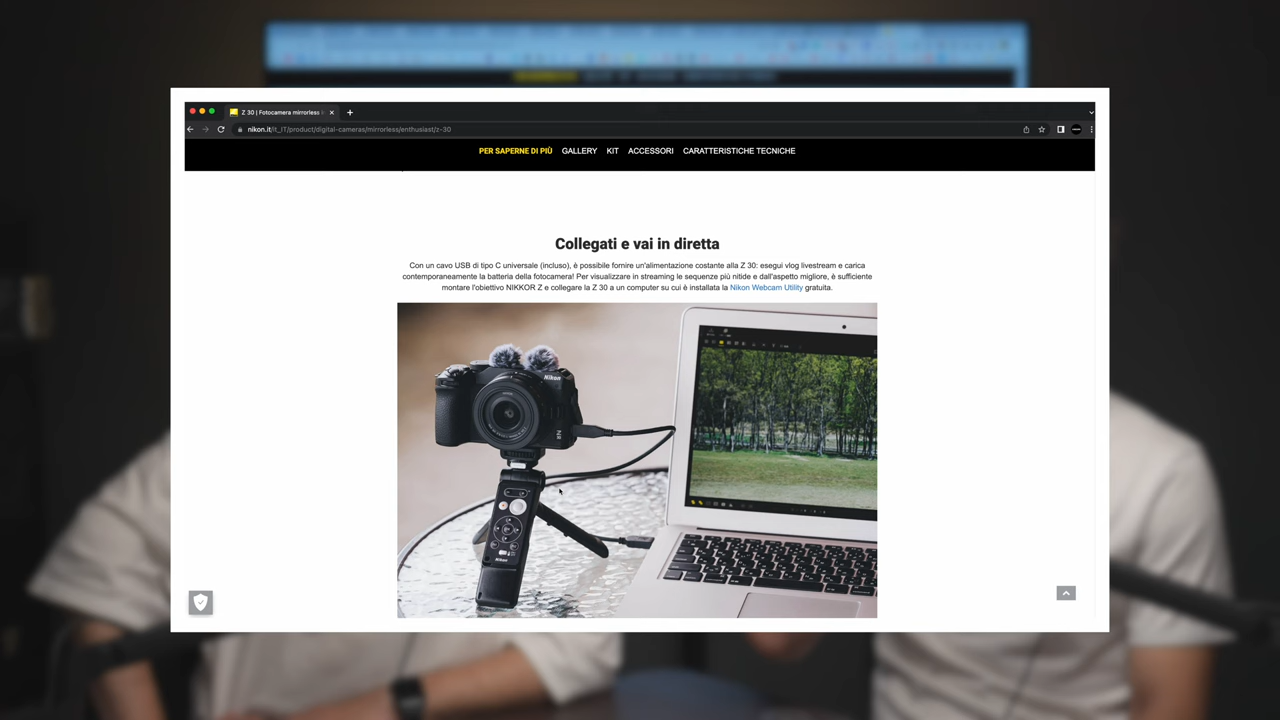 Z 30 | Fotocamera mirrorless
nikon.it/it_IT/product/digital-cameras/mirrorless/enthusiast/z-30
PER SAPERNE DI PIÙ GALLERY KIT ACCESSORI CARATTERISTICHE TECNICHE
Collegati e vai in diretta
Con un cavo USB di tipo C universale (incluso), è possibile fornire un'alimentazione costante alla Z 30: esegui vlog livestream e carica
contemporaneamente la batteria della fotocamera! Per visualizzare in streaming le sequenze più nitide e dall'aspetto migliore, è sufficiente
montare l'obiettivo NIKKOR Z e collegare la Z 30 a un computer su cui è installata la Nikon Webcam Utility gratuita.
Nikon
Nikon